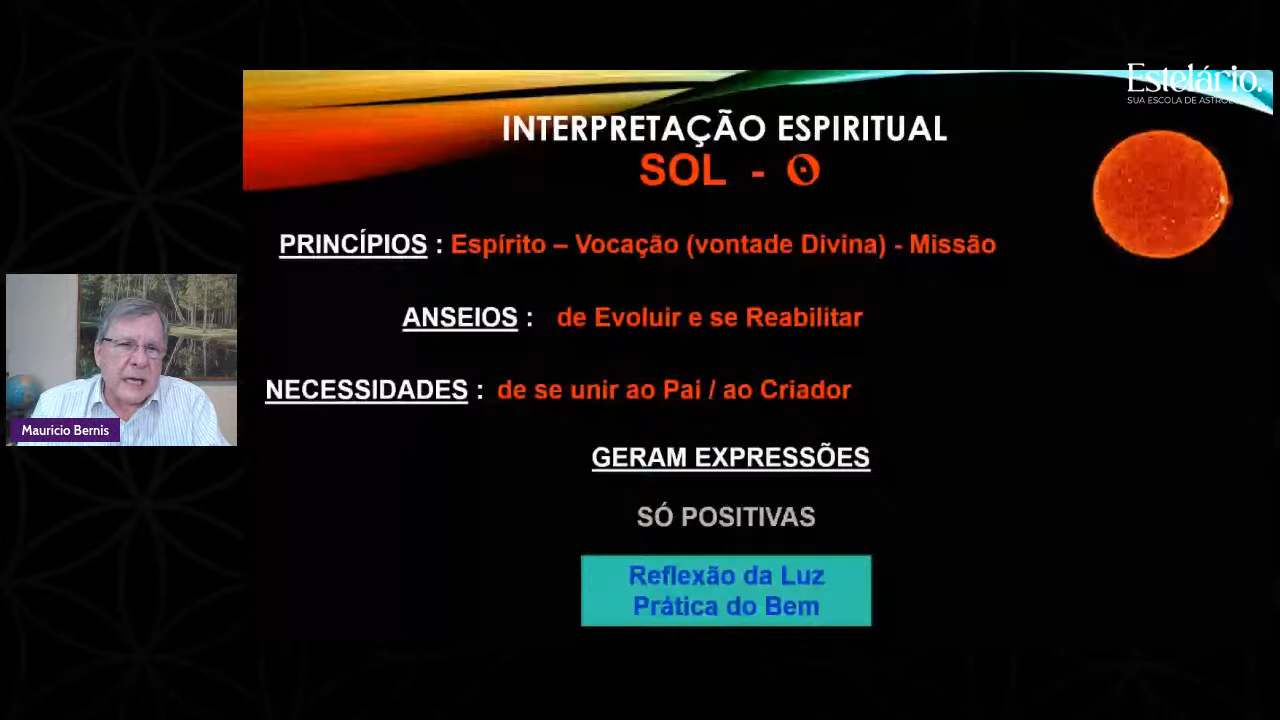 Estelário.
SUA ESCOLA DE
INTERPRETAÇÃO ESPIRITUAL
SOL - ☉
PRINCÍPIOS : Espírito – Vocação (vontade Divina) - Missão
ANSEIOS : de Evoluir e se Reabilitar
NECESSIDADES : de se unir ao Pai / ao Criador
Mauricio Bernis
GERAM EXPRESSÕES
SÓ POSITIVAS
Reflexão da Luz
Prática do Bem